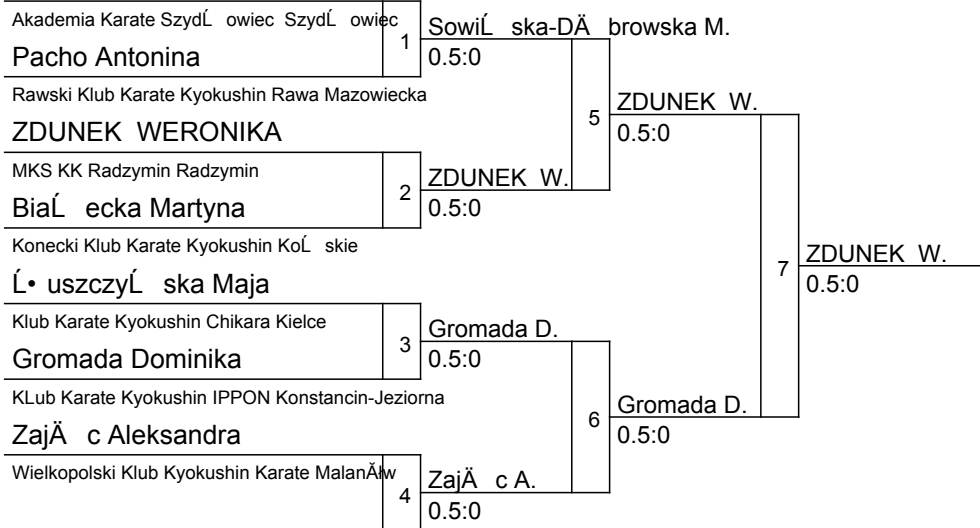 Akademia Karate SzydĹ owiec SzydĹ owiec
Pacho Antonina
Rawski Klub Karate Kyokushin Rawa Mazowiecka
ZDUNEK WERONIKA
MKS KK Radzymin Radzymin
BiaĹ ecka Martyna
Konecki Klub Karate Kyokushin KoĹ skie
Ĺ• uszczyĹ ska Maja
Klub Karate Kyokushin Chikara Kielce
Gromada Dominika
KLub Karate Kyokushin IPPON Konstancin-Jeziorna
ZajÄ c Aleksandra
Wielkopolski Klub Kyokushin Karate MalanĂłw
1
2
3
4
SowiĹ ska-DÄ browska M.
0.5:0
ZDUNEK W.
0.5:0
Gromada D.
0.5:0
ZajÄ c A.
0.5:0
5
6
ZDUNEK W.
0.5:0
Gromada D.
0.5:0
7
ZDUNEK W.
0.5:0